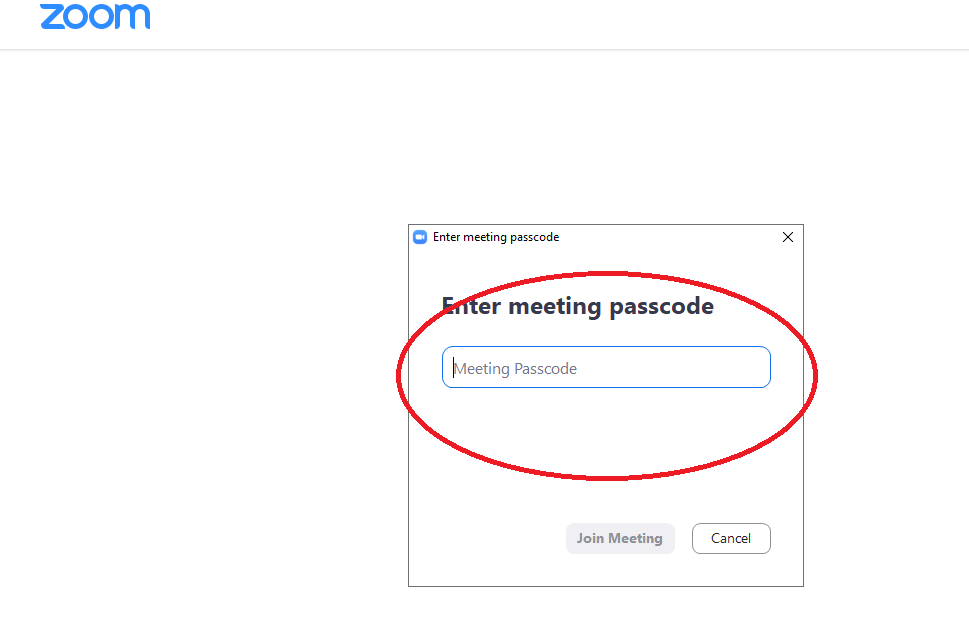 zoom
Enter meeting passcode
Enter meeting passcode
Meeting Passcode
Join Meeting Cancel